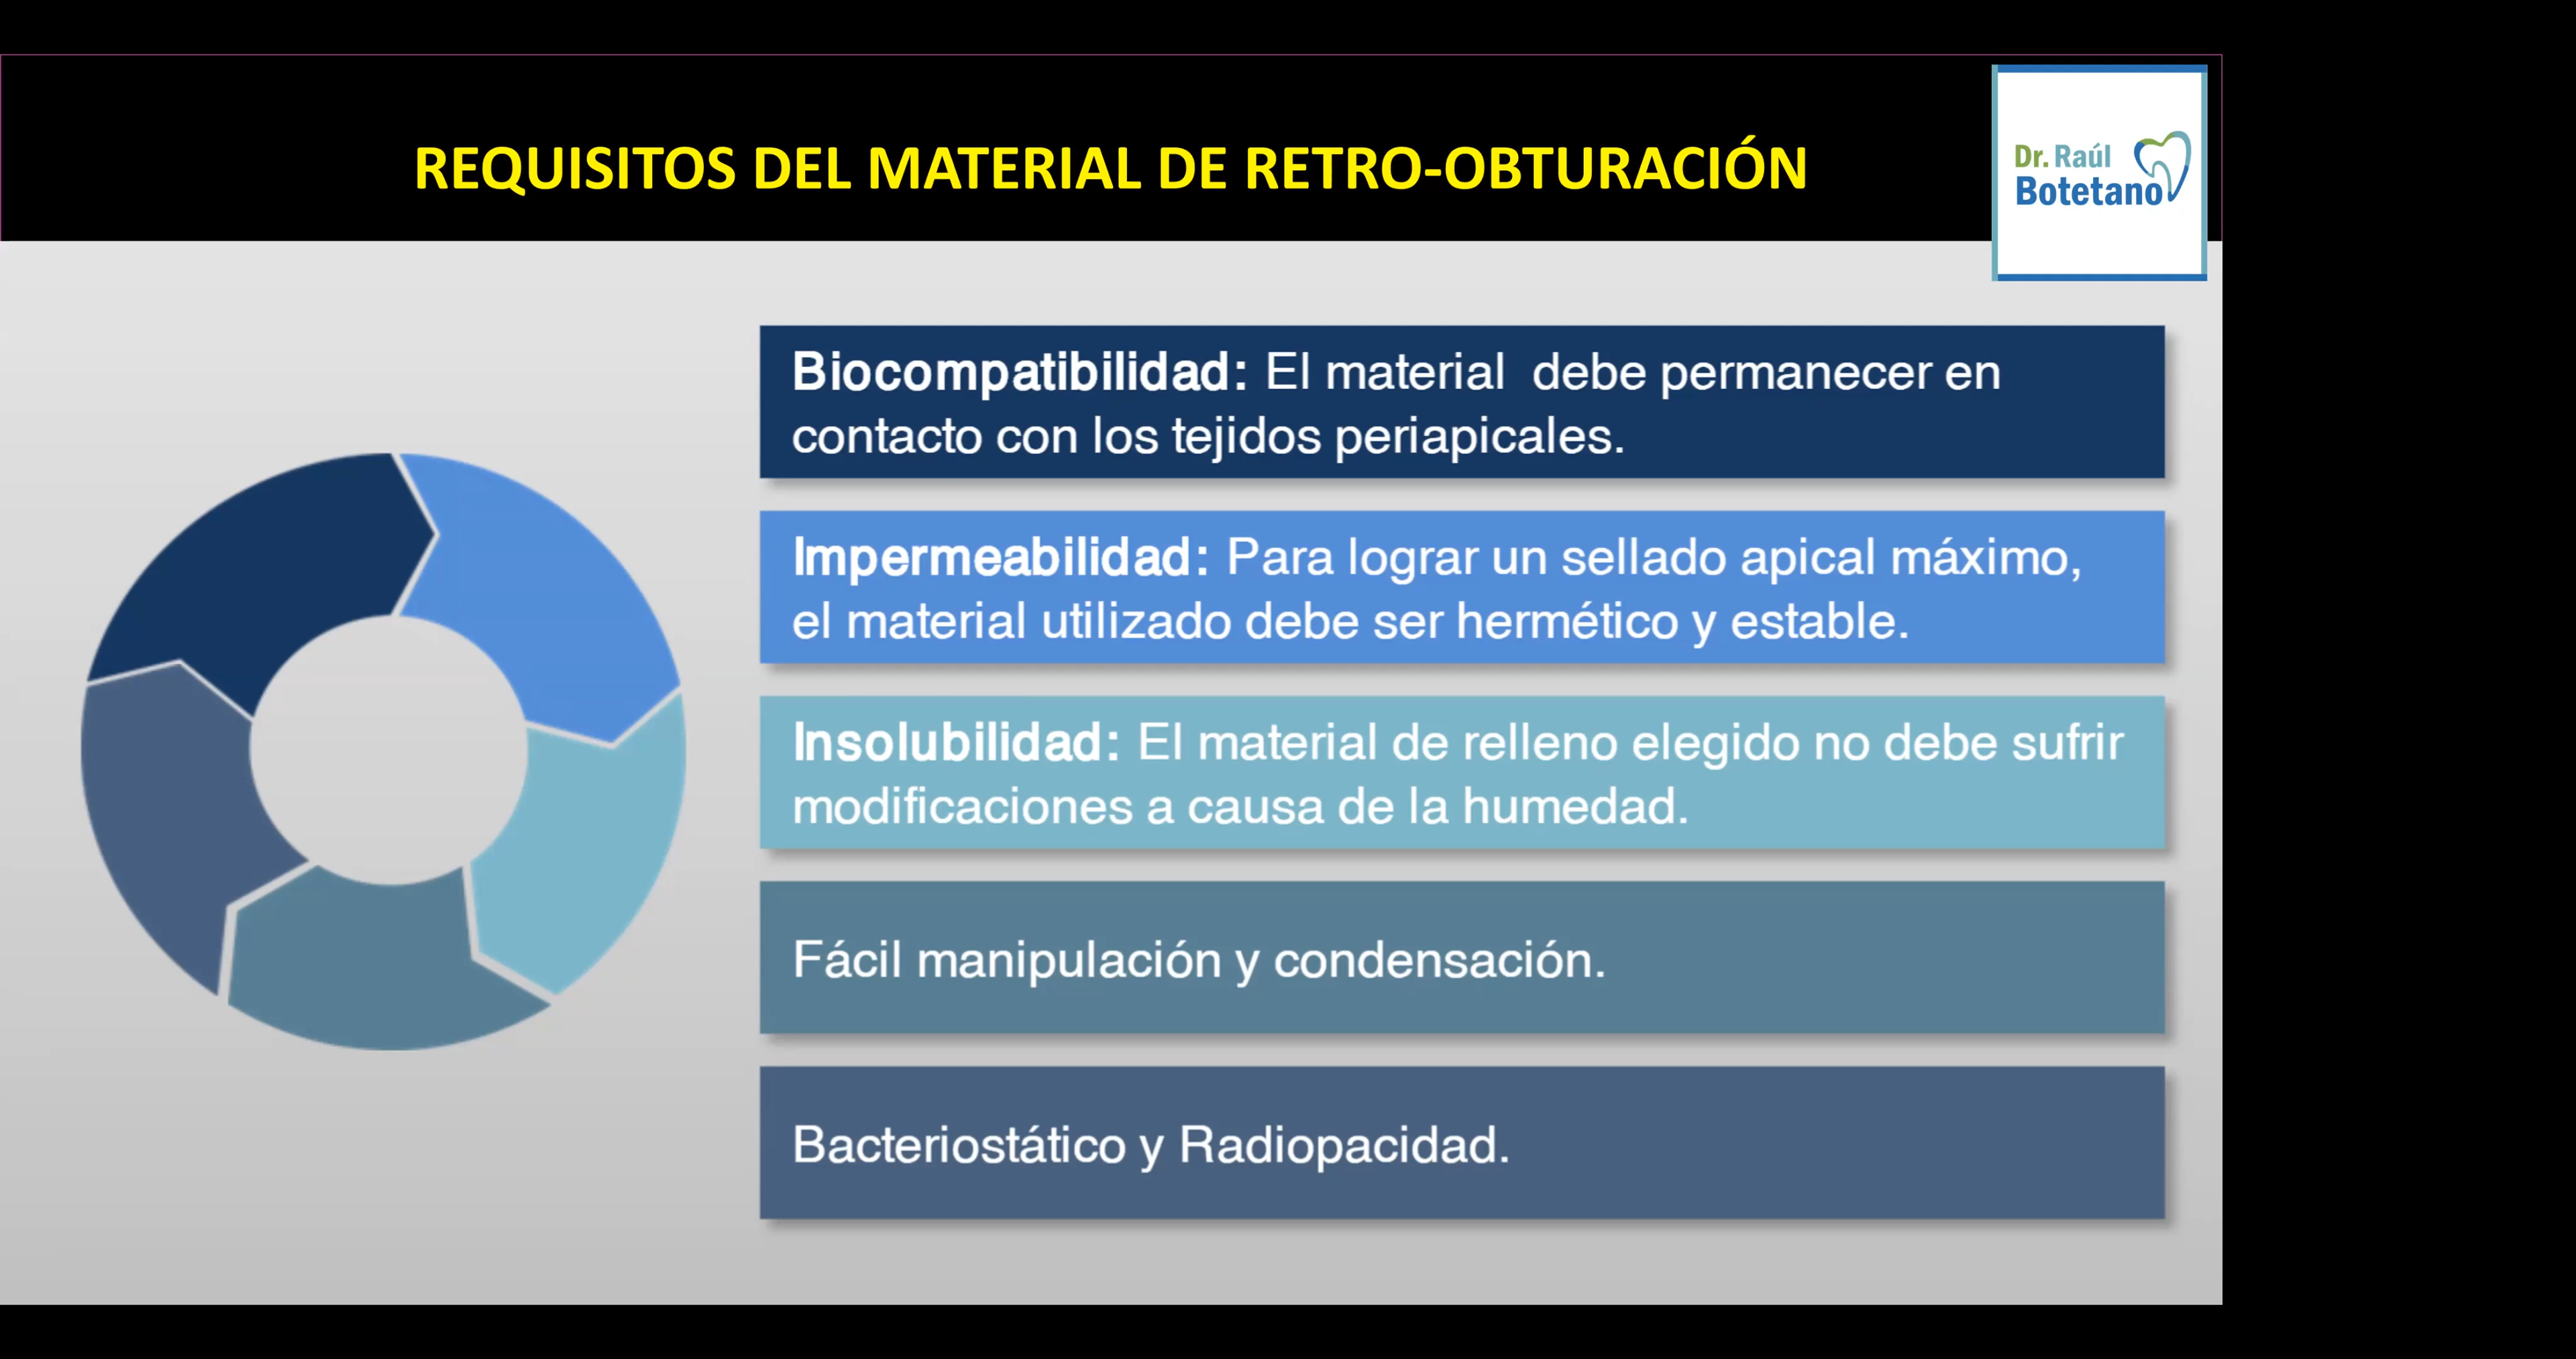 REQUISITOS DEL MATERIAL DE RETRO-OBTURACIÓN
Dr. Raúl
Botetano
Biocompatibilidad: El material debe permanecer en
contacto con los tejidos periapicales.
Impermeabilidad: Para lograr un sellado apical máximo,
el material utilizado debe ser hermético y estable.
Insolubilidad: El material de relleno elegido no debe sufrir
modificaciones a causa de la humedad.
Fácil manipulación y condensación.
Bacteriostático y Radiopacidad.